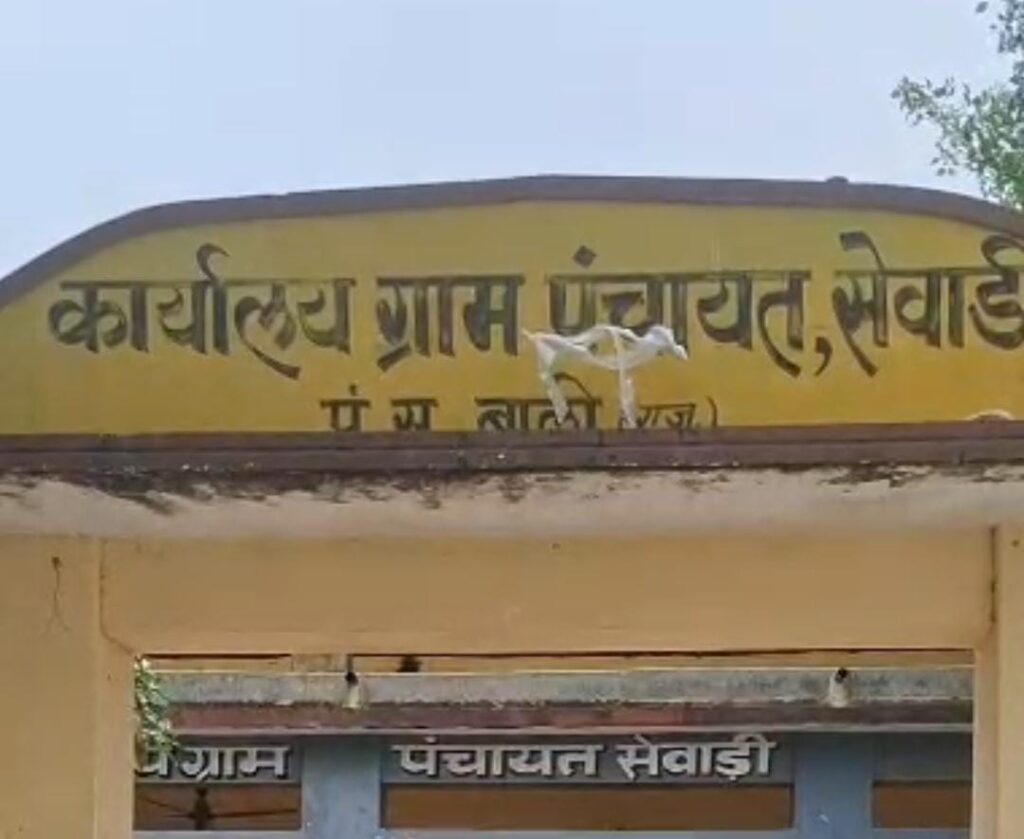 कार्यालय ग्राम पंचायत, सेवाडी
पं स बाली (राज.)
ग्राम पंचायत सेवाड़ी